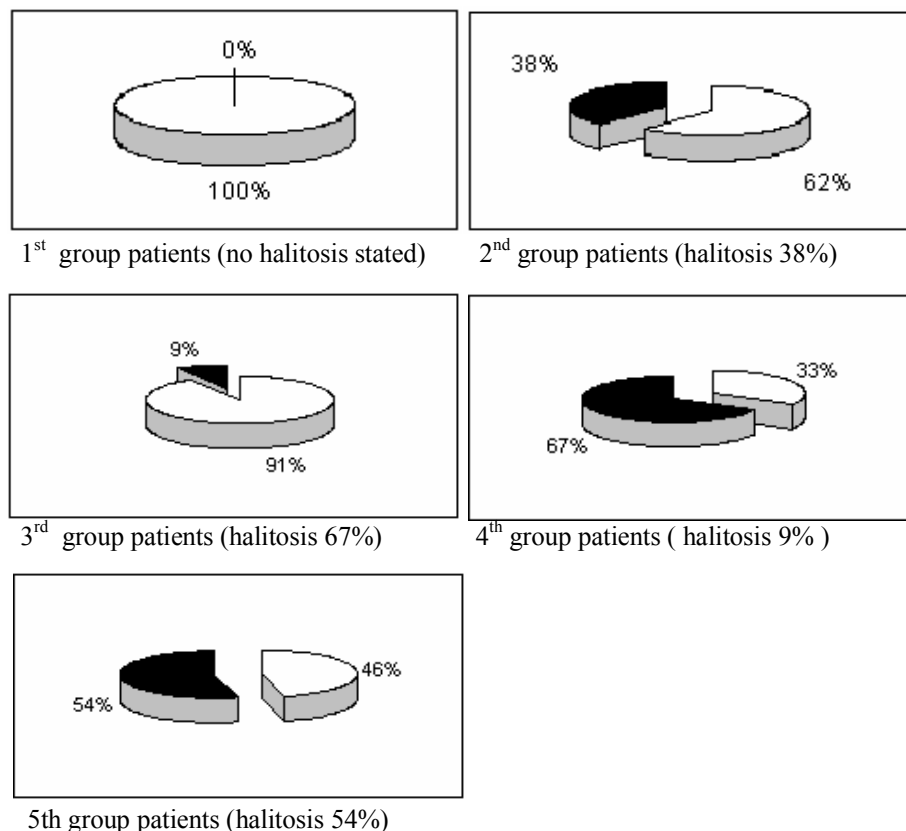 0%
100%
1st group patients (no halitosis stated)
38%
62%
2nd group patients (halitosis 38%)
9%
91%
3rd group patients (halitosis 67%)
33%
67%
4th group patients ( halitosis 9% )
46%
54%
5th group patients (halitosis 54%)